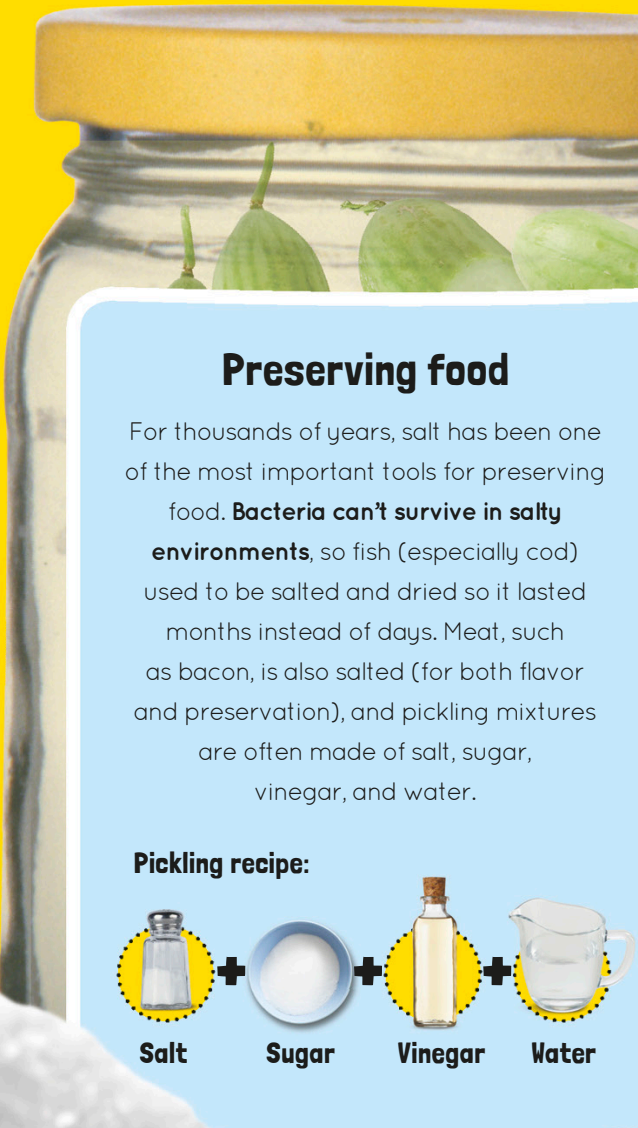 Preserving food
For thousands of years, salt has been one
of the most important tools for preserving
food. Bacteria can’t survive in salty
environments, so fish (especially cod)
used to be salted and dried so it lasted
months instead of days. Meat, such
as bacon, is also salted (for both flavor
and preservation), and pickling mixtures
are often made of salt, sugar,
vinegar, and water.
Pickling recipe:
Salt Sugar Vinegar Water